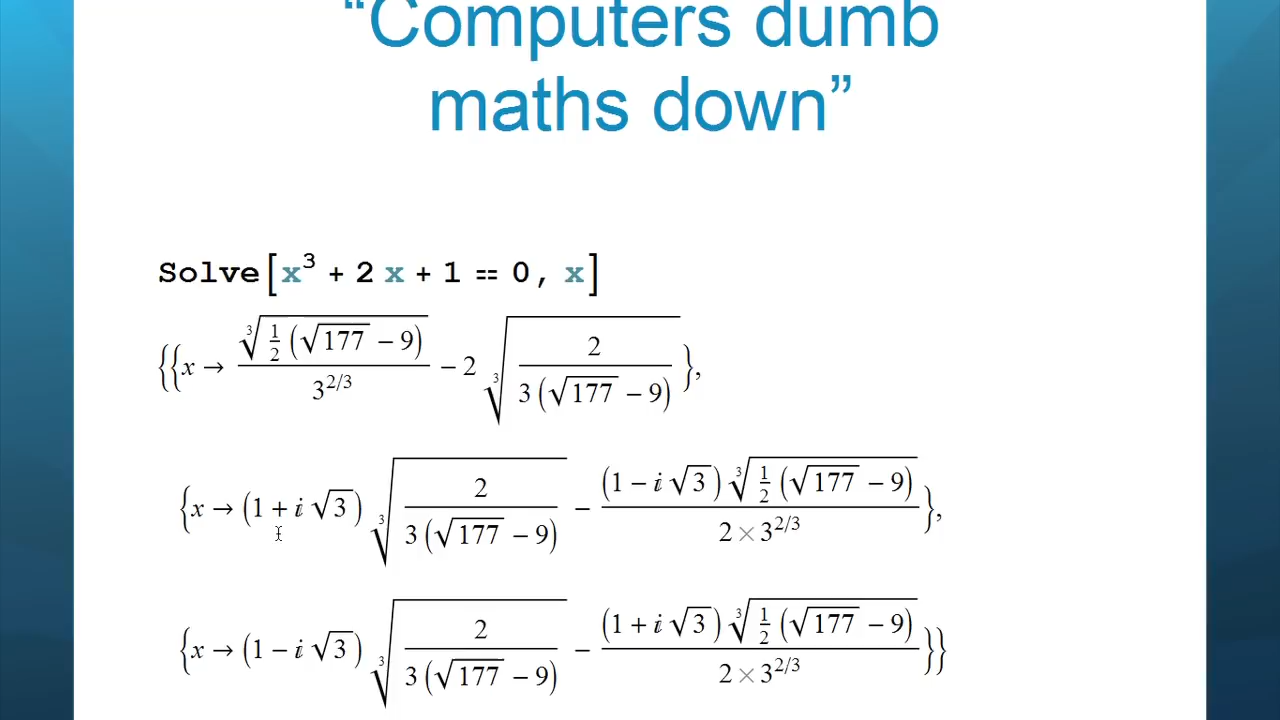 “Computers dumb
maths down”
Solve[x³ + 2 x + 1 == 0, x]
{{x → ∛(1/2 (√177 − 9)) / 3^(2/3) − 2 ∛(2 / (3 (√177 − 9)))},
{x → (1 + i √3) ∛(2 / (3 (√177 − 9))) − ((1 − i √3) ∛(1/2 (√177 − 9))) / (2 × 3^(2/3))},
{x → (1 − i √3) ∛(2 / (3 (√177 − 9))) − ((1 + i √3) ∛(1/2 (√177 − 9))) / (2 × 3^(2/3))}}